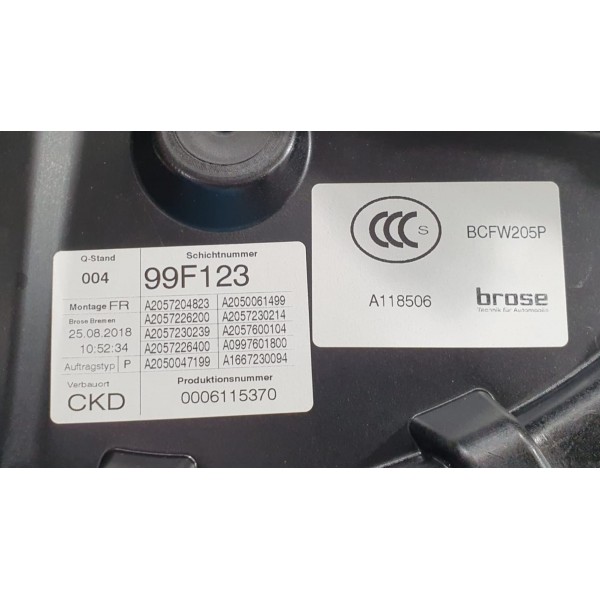 Q-Stand Schichtnummer
004 99F123
Montage FR A2057204823 A2050061499
Brose Bremen A2057226200 A2057230214
25.08.2018 A2057230239 A2057600104
10:52:34 A2057226400 A0997601800
Auftragstyp P A2050047199 A1667230094
Verbauort Produktionsnummer
CKD 0006115370
CCC S BCFW205P
A118506 brose
Technik für Automobile